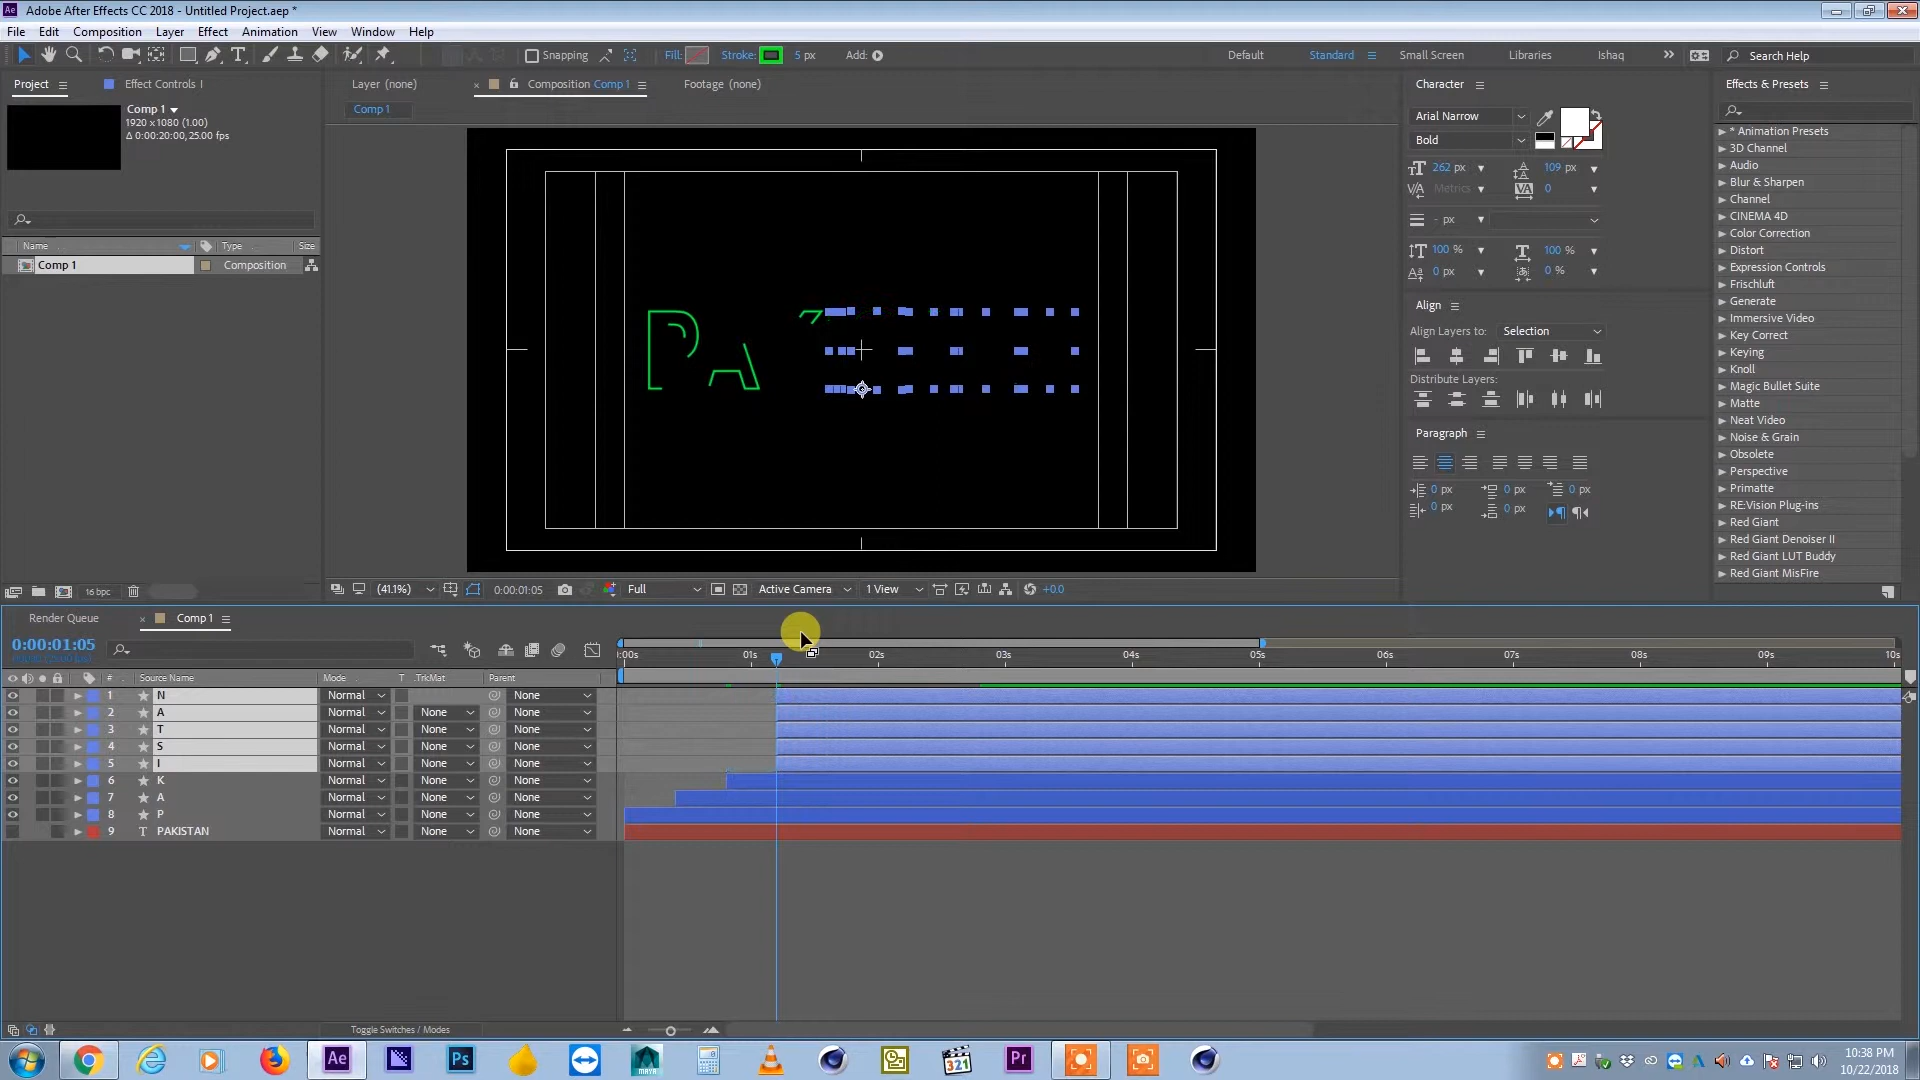 Adobe After Effects CC 2018 - Untitled Project.aep *
File Edit Composition Layer Effect Animation View Window Help
Snapping Fill: Stroke: 5 px Add: Default Standard Small Screen Libraries Ishaq Search Help
Project Effect Controls I Layer (none) Composition Comp 1 Footage (none) Character Effects & Presets
Comp 1
1920 x 1080 (1.00)
Δ 0:00:20:00, 25.00 fps
Comp 1
Name Type Size
Comp 1 Composition
16 bpc
PA
(41.1%) 0:00:01:05 Full Active Camera 1 View +0.0
Arial Narrow
Bold
262 px 109 px
Metrics 0
- px
100 % 100 %
0 px 0 %
Align
Align Layers to: Selection
Distribute Layers:
Paragraph
0 px 0 px 0 px
0 px 0 px
* Animation Presets
3D Channel
Audio
Blur & Sharpen
Channel
CINEMA 4D
Color Correction
Distort
Expression Controls
Frischluft
Generate
Immersive Video
Key Correct
Keying
Knoll
Magic Bullet Suite
Matte
Neat Video
Noise & Grain
Obsolete
Perspective
Primatte
RE:Vision Plug-ins
Red Giant
Red Giant Denoiser II
Red Giant LUT Buddy
Red Giant MisFire
Render Queue Comp 1
0:00:01:05
:00s 01s 02s 03s 04s 05s 06s 07s 08s 09s 10s
# Source Name Mode T .TrkMat Parent
1 N Normal None
2 A Normal None None
3 T Normal None None
4 S Normal None None
5 I Normal None None
6 K Normal None None
7 A Normal None None
8 P Normal None None
9 T PAKISTAN Normal None None
Toggle Switches / Modes
Ae Ps MAYA 321 Pr
10:38 PM
10/22/2018